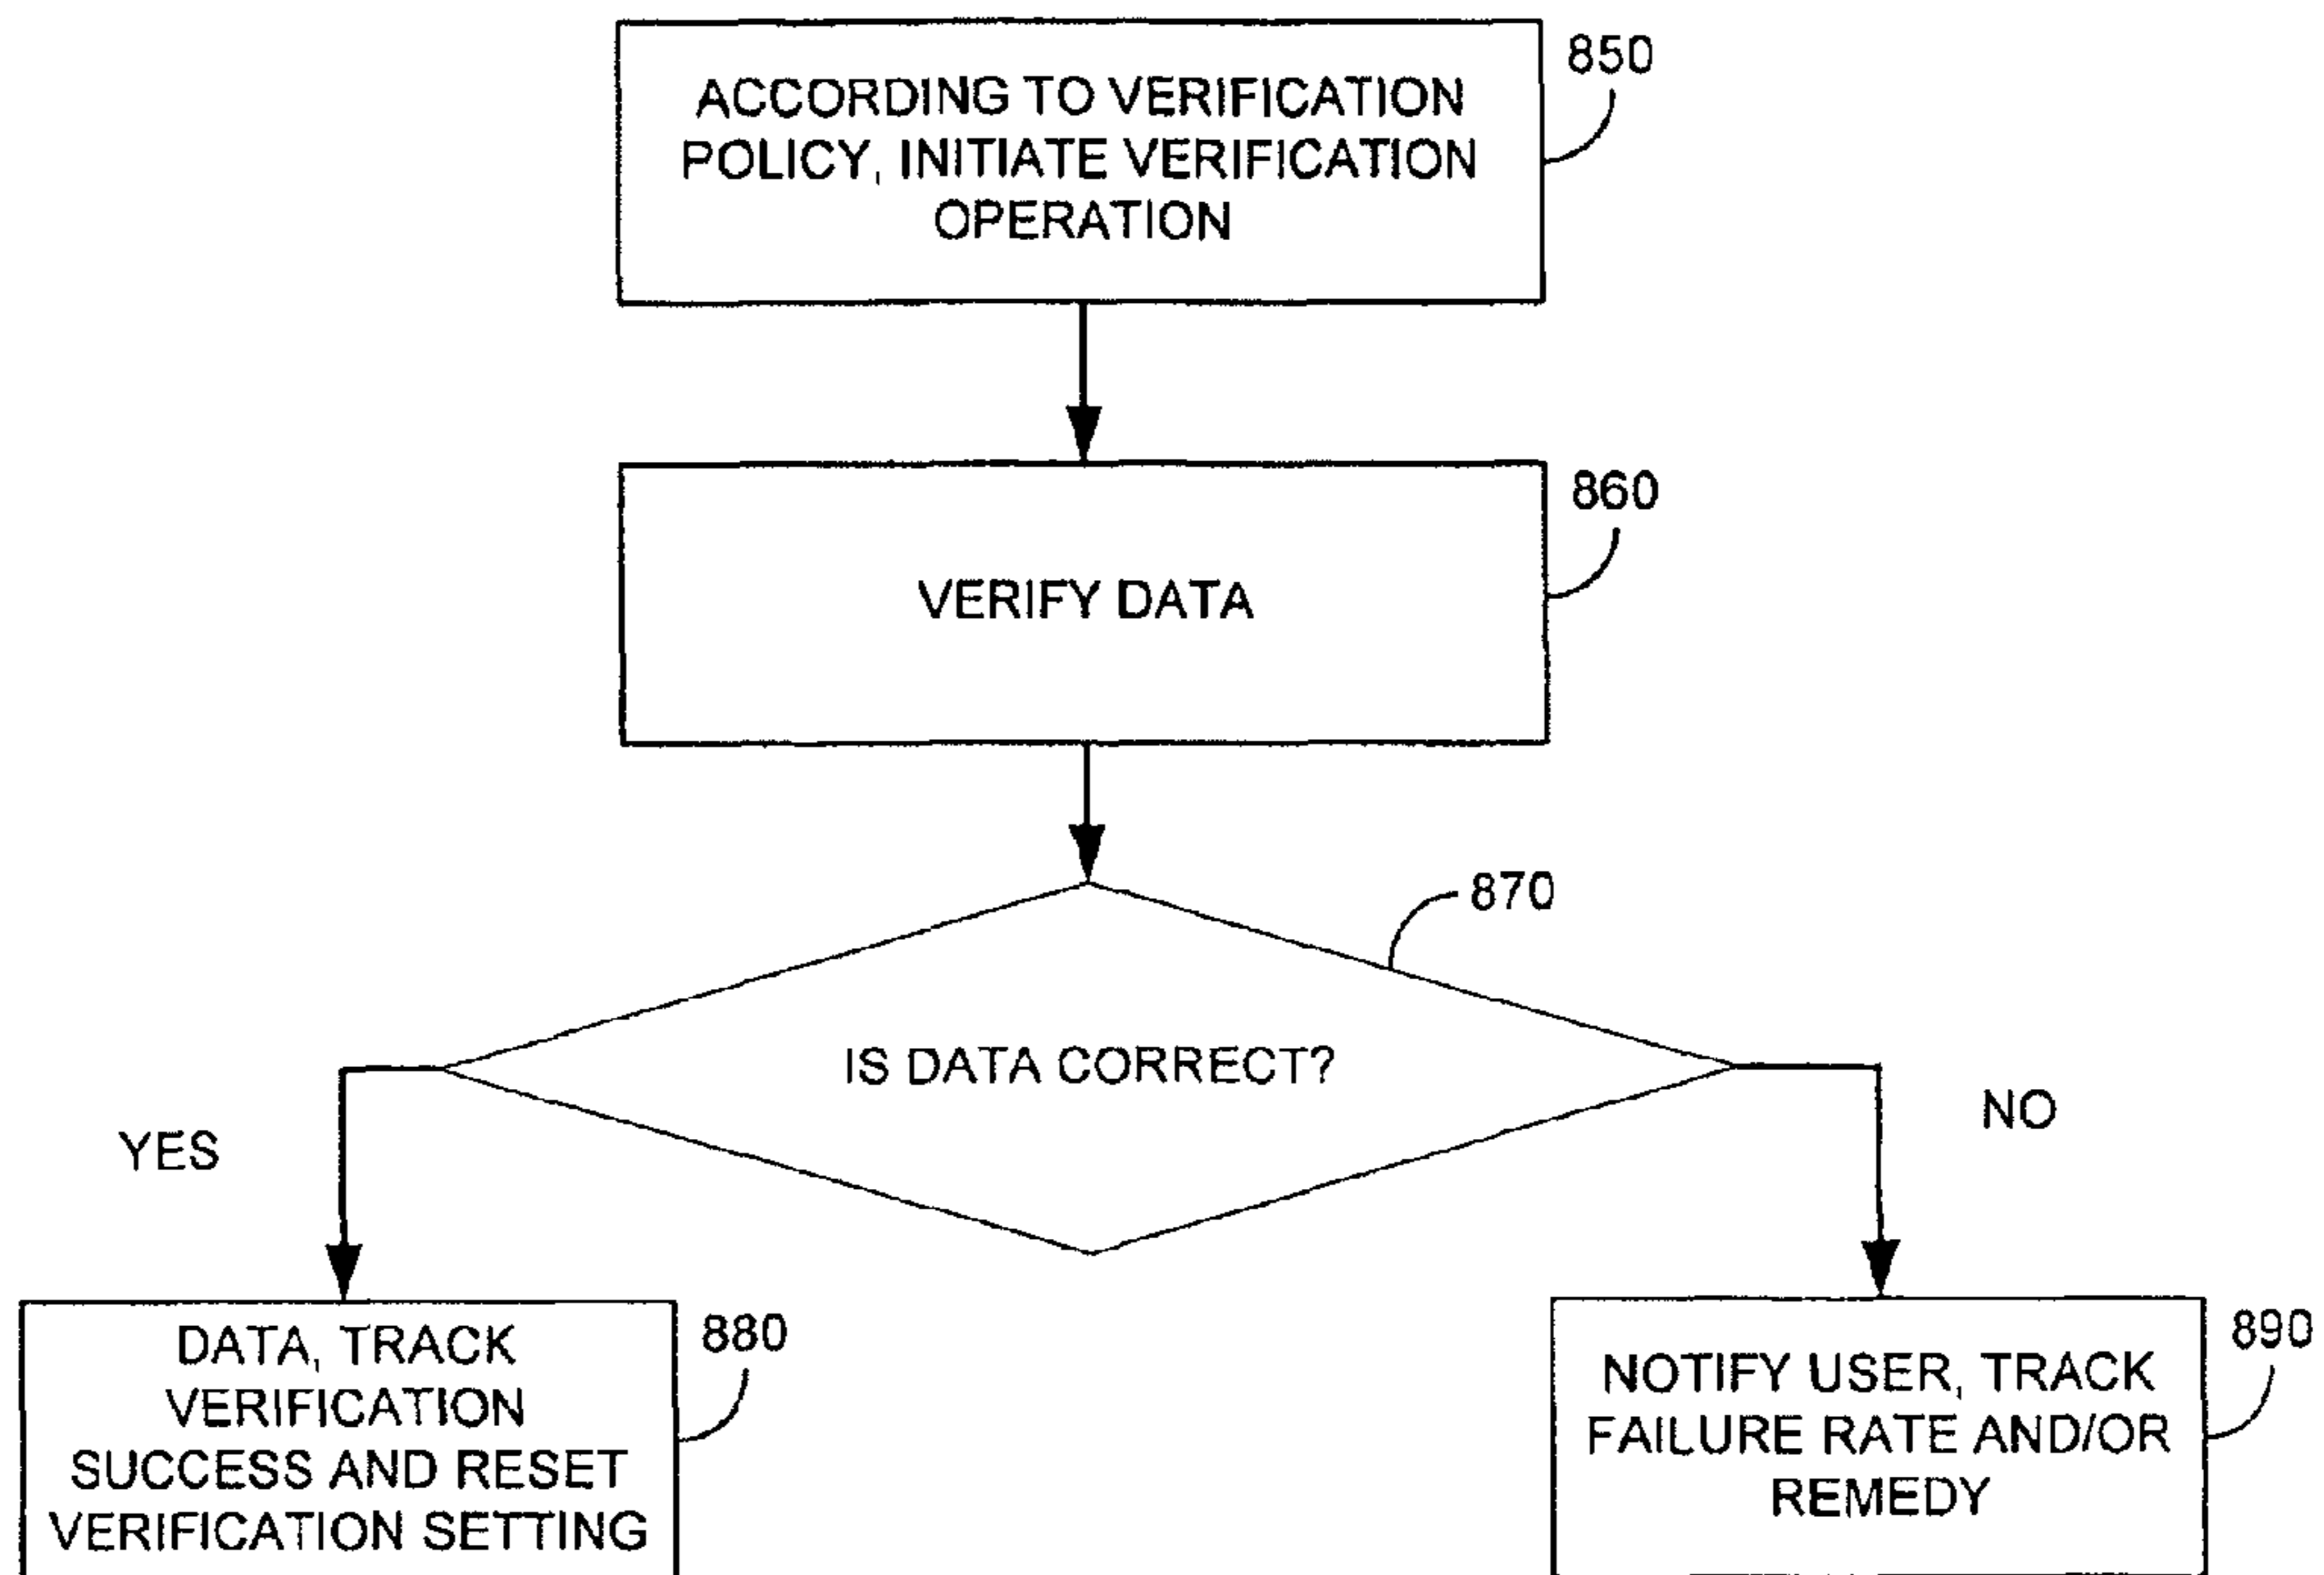 ACCORDING TO VERIFICATION
POLICY, INITIATE VERIFICATION
OPERATION
850
VERIFY DATA
860
870
IS DATA CORRECT?
YES
NO
DATA, TRACK
VERIFICATION
SUCCESS AND RESET
VERIFICATION SETTING
880
NOTIFY USER, TRACK
FAILURE RATE AND/OR
REMEDY
890